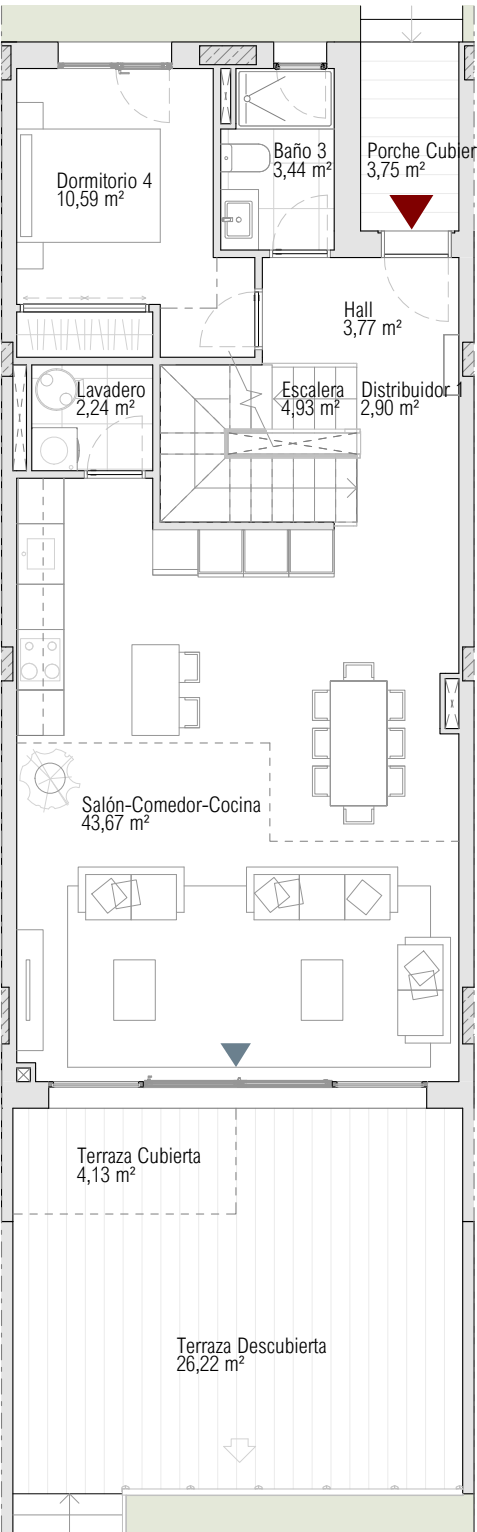 Dormitorio 4
10,59 m²
Baño 3
3,44 m²
Porche Cubier
3,75 m²
Hall
3,77 m²
Lavadero
2,24 m²
Escalera
4,93 m²
Distribuidor 1
2,90 m²
Salón-Comedor-Cocina
43,67 m²
Terraza Cubierta
4,13 m²
Terraza Descubierta
26,22 m²